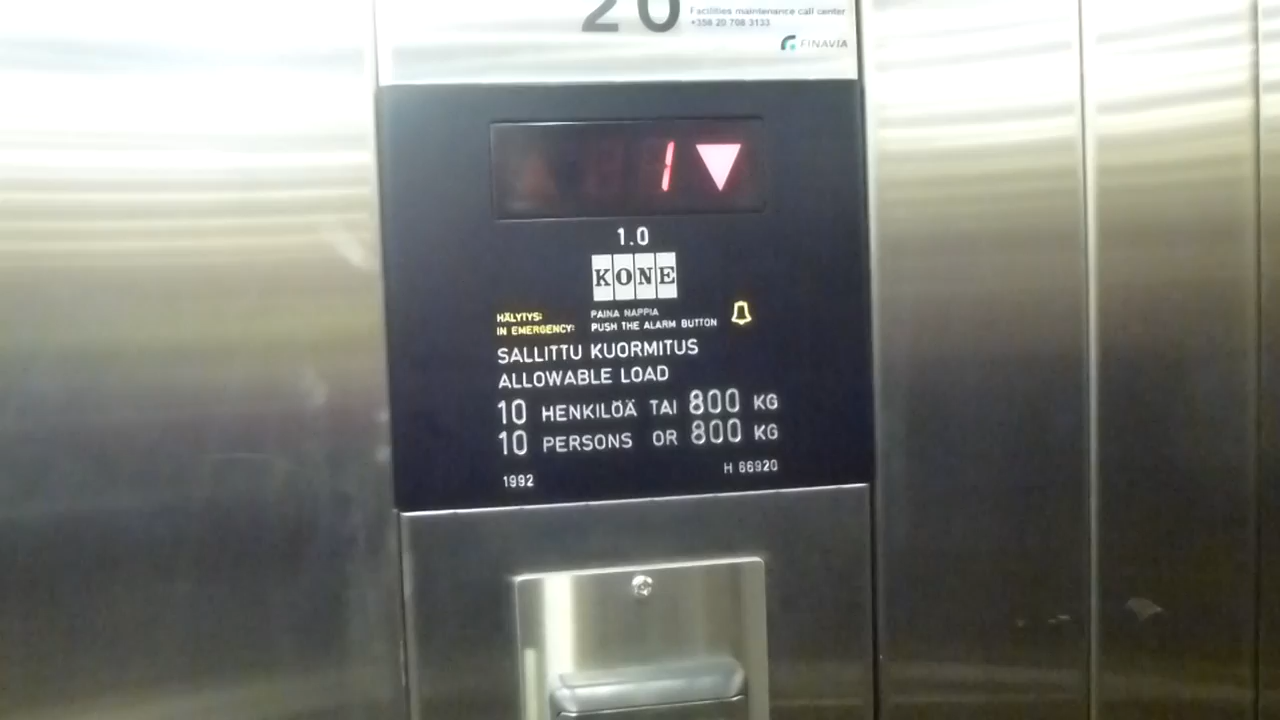 20
Facilities maintenance call center
+358 20 708 3133
FINAVIA
1
1.0
KONE
HÄLYTYS: PAINA NAPPIA
IN EMERGENCY: PUSH THE ALARM BUTTON
SALLITTU KUORMITUS
ALLOWABLE LOAD
10 HENKILÖÄ TAI 800 KG
10 PERSONS OR 800 KG
1992 H 66920